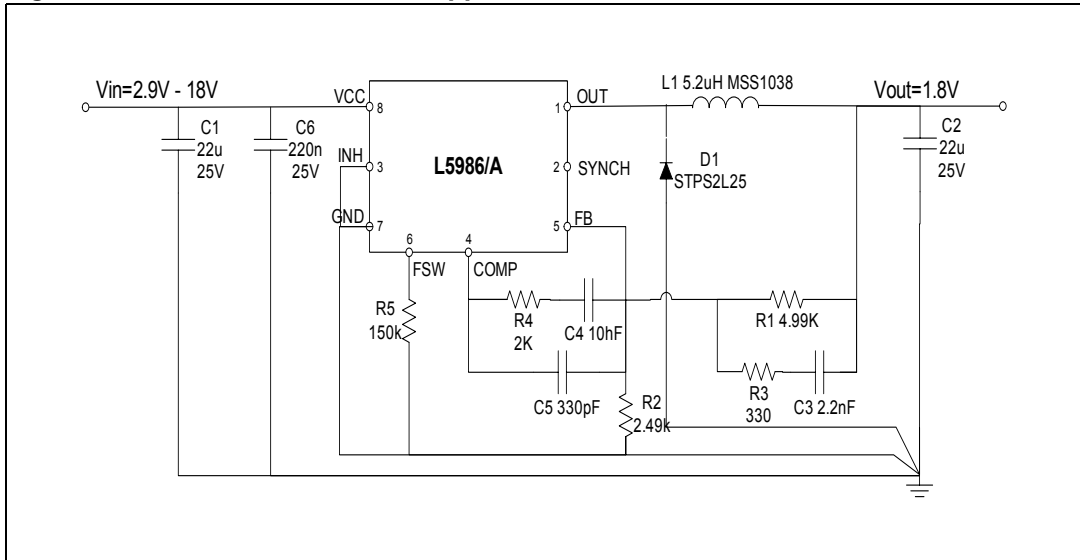 Vin=2.9V - 18V
C1
22u
25V
C6
220n
25V
VCC
8
INH
3
GND
7
L5986/A
OUT
1
2
SYNCH
5
FB
6
FSW
4
COMP
L1 5.2uH MSS1038
Vout=1.8V
D1
STPS2L25
C2
22u
25V
R5
150k
R4
2K
C4 10hF
C5 330pF
R2
2.49k
R1 4.99K
R3
330
C3 2.2nF